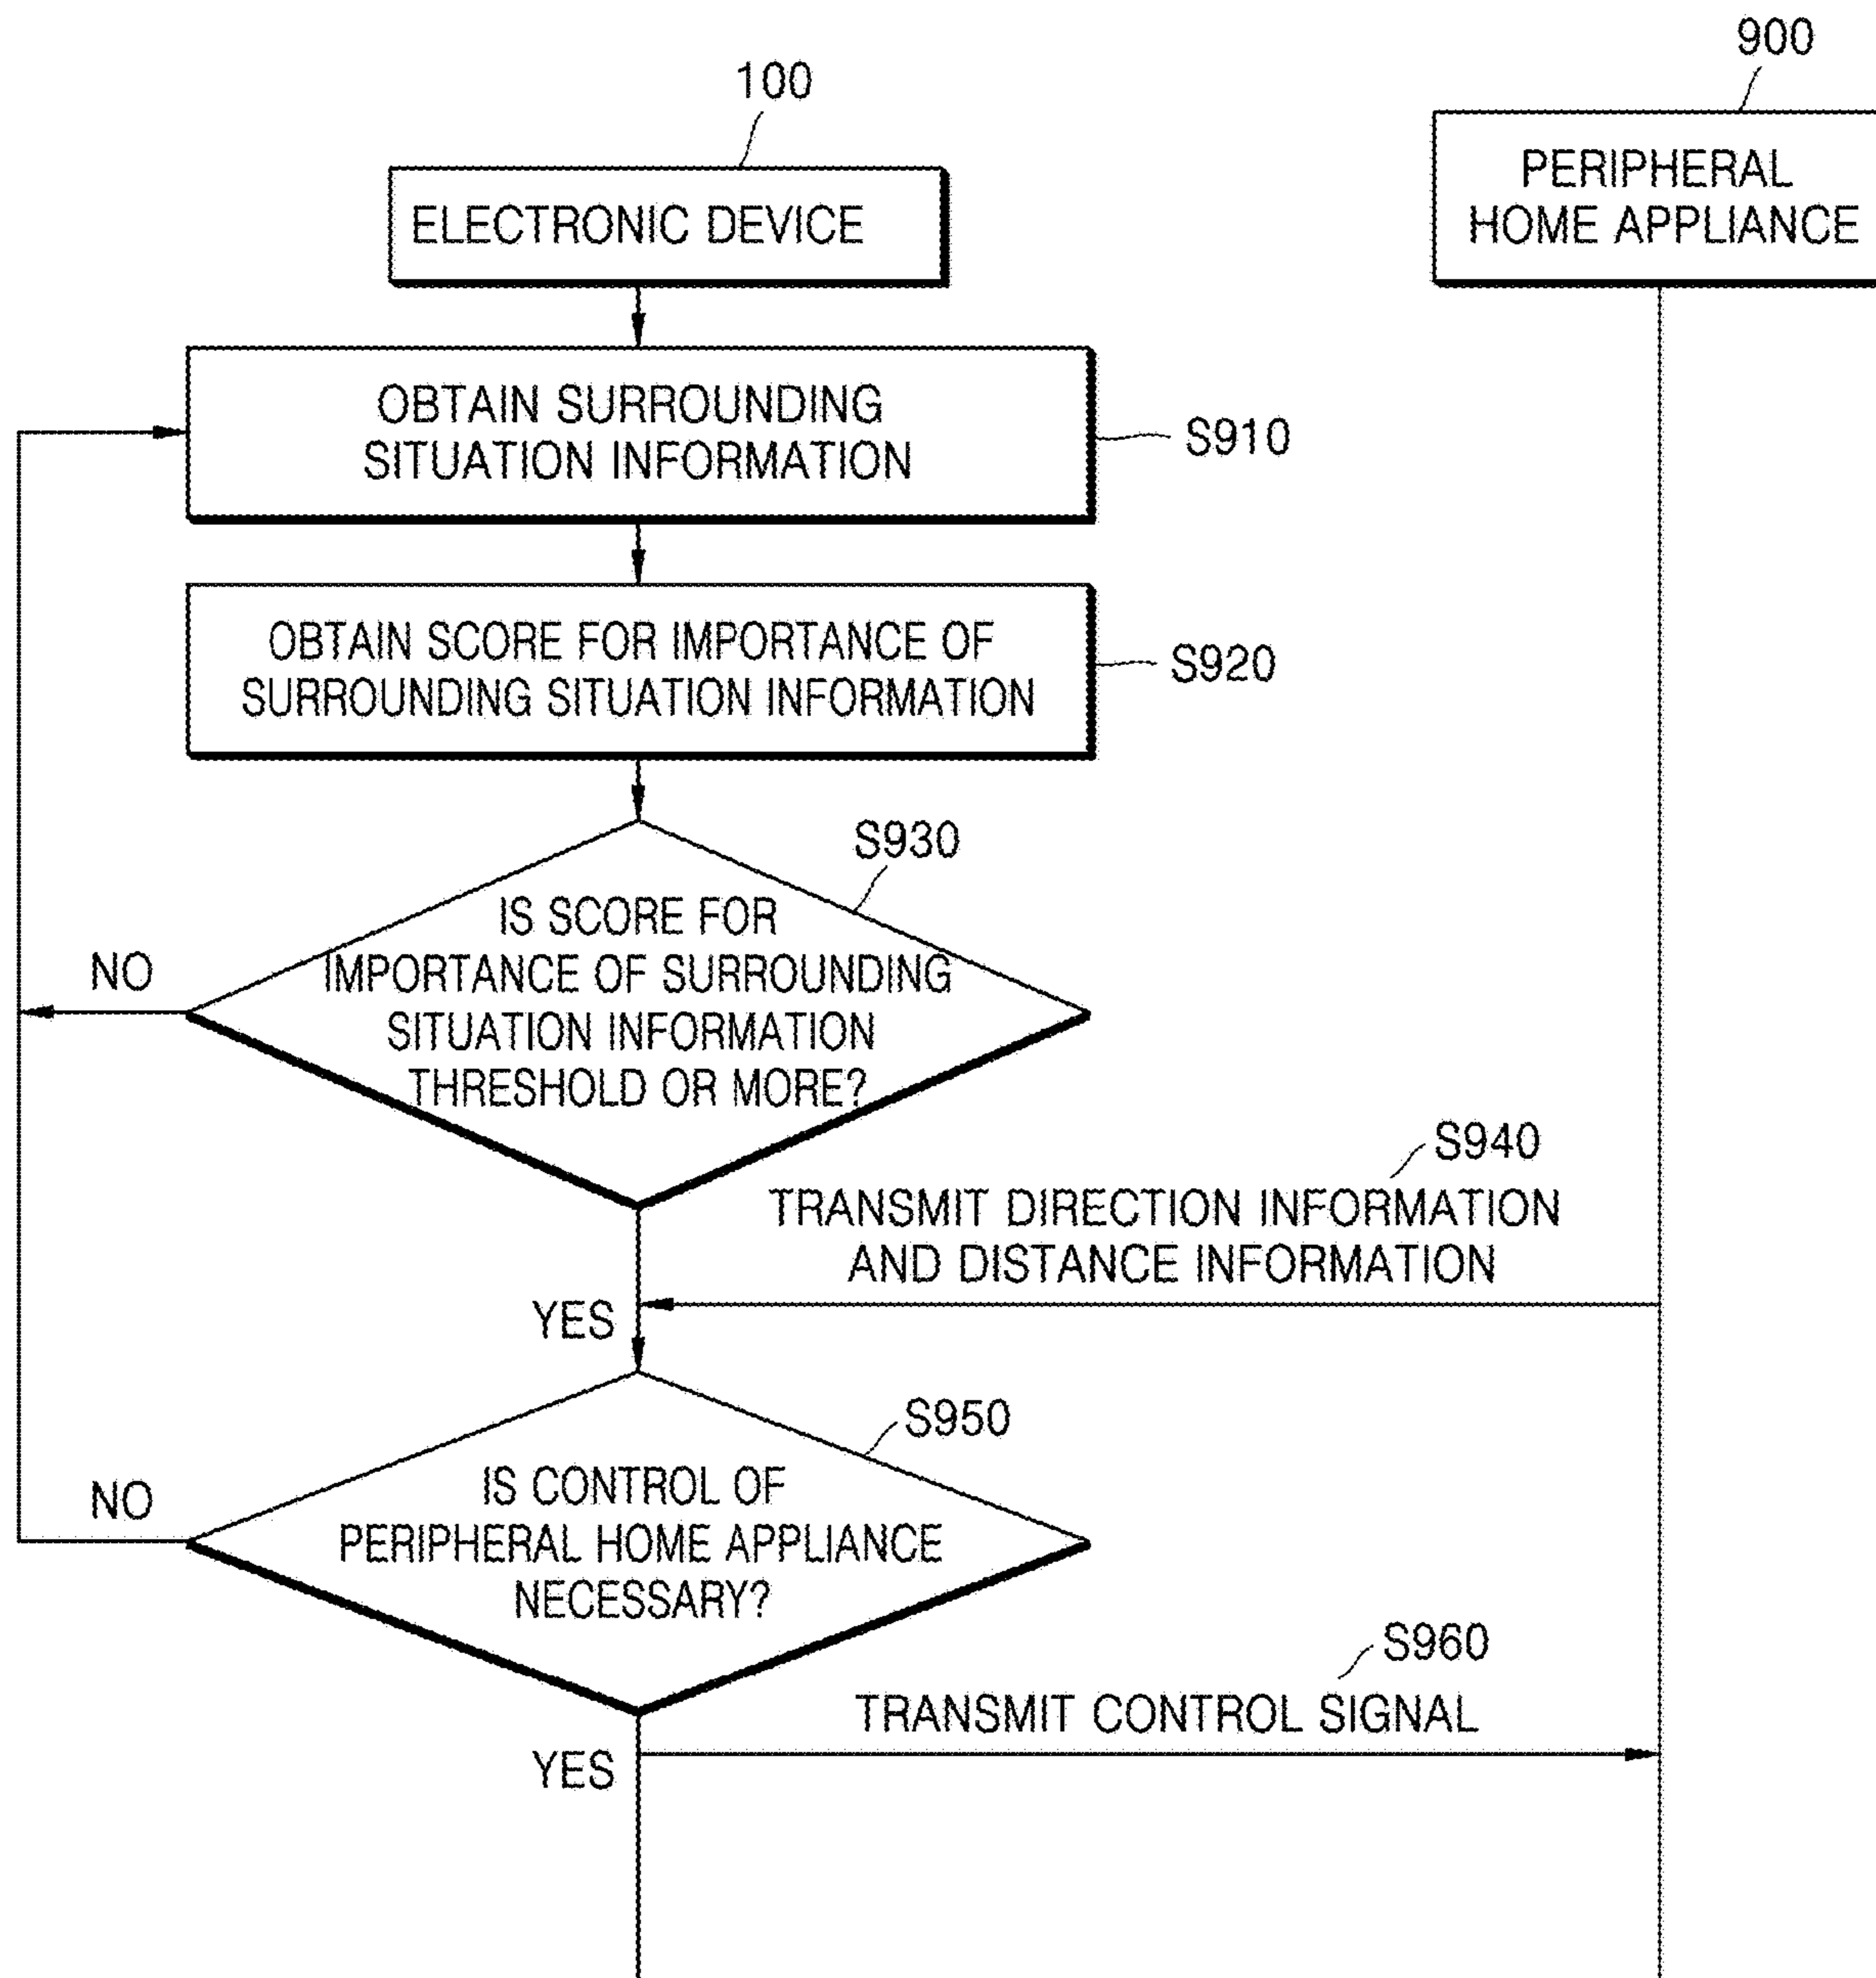 900
100
PERIPHERAL
HOME APPLIANCE
ELECTRONIC DEVICE
OBTAIN SURROUNDING
SITUATION INFORMATION
S910
OBTAIN SCORE FOR IMPORTANCE OF
SURROUNDING SITUATION INFORMATION
S920
S930
IS SCORE FOR
IMPORTANCE OF SURROUNDING
SITUATION INFORMATION
THRESHOLD OR MORE?
NO
S940
TRANSMIT DIRECTION INFORMATION
AND DISTANCE INFORMATION
YES
S950
IS CONTROL OF
PERIPHERAL HOME APPLIANCE
NECESSARY?
NO
S960
TRANSMIT CONTROL SIGNAL
YES